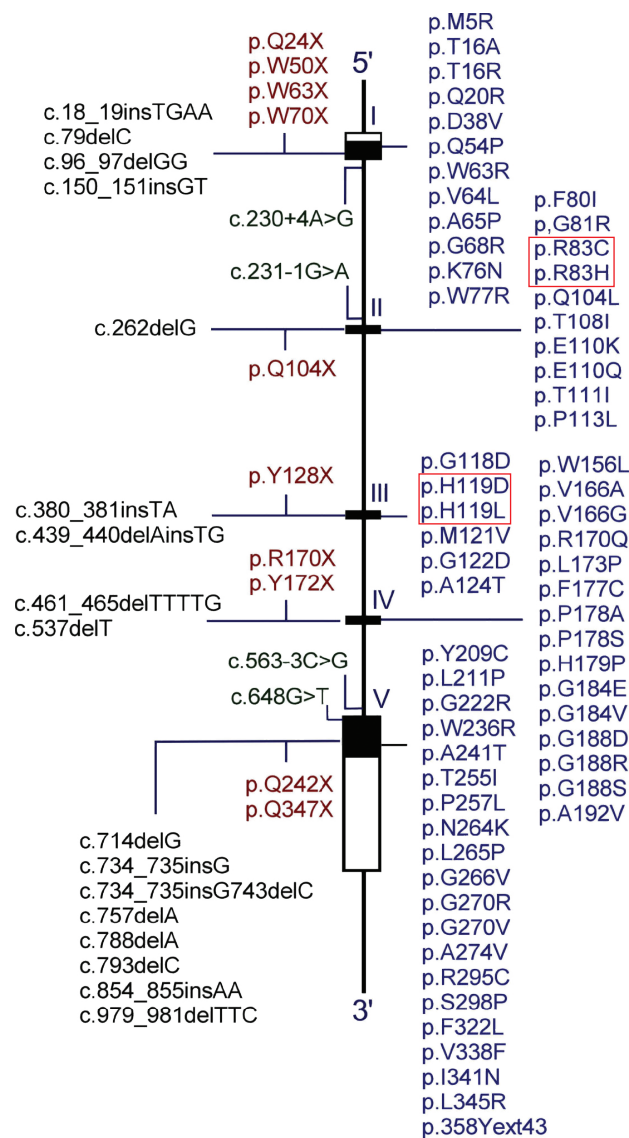 p.Q24X
p.W50X
p.W63X
p.W70X
5'
I
c.18_19insTGAA
c.79delC
c.96_97delGG
c.150_151insGT
p.M5R
p.T16A
p.T16R
p.Q20R
p.D38V
p.Q54P
p.W63R
p.V64L
p.A65P
p.G68R
p.K76N
p.W77R
c.230+4A>G
c.231-1G>A
II
c.262delG
p.Q104X
p.F80I
p,G81R
p.R83C
p.R83H
p.Q104L
p.T108I
p.E110K
p.E110Q
p.T111I
p.P113L
p.Y128X
III
c.380_381insTA
c.439_440delAinsTG
p.G118D
p.H119D
p.H119L
p.M121V
p.G122D
p.A124T
p.R170X
p.Y172X
IV
c.461_465delTTTTG
c.537delT
p.W156L
p.V166A
p.V166G
p.R170Q
p.L173P
p.F177C
p.P178A
p.P178S
p.H179P
p.G184E
p.G184V
p.G188D
p.G188R
p.G188S
p.A192V
c.563-3C>G
c.648G>T
V
p.Q242X
p.Q347X
c.714delG
c.734_735insG
c.734_735insG743delC
c.757delA
c.788delA
c.793delC
c.854_855insAA
c.979_981delTTC
p.Y209C
p.L211P
p.G222R
p.W236R
p.A241T
p.T255I
p.P257L
p.N264K
p.L265P
p.G266V
p.G270R
p.G270V
p.A274V
p.R295C
p.S298P
p.F322L
p.V338F
p.I341N
p.L345R
p.358Yext43
3'